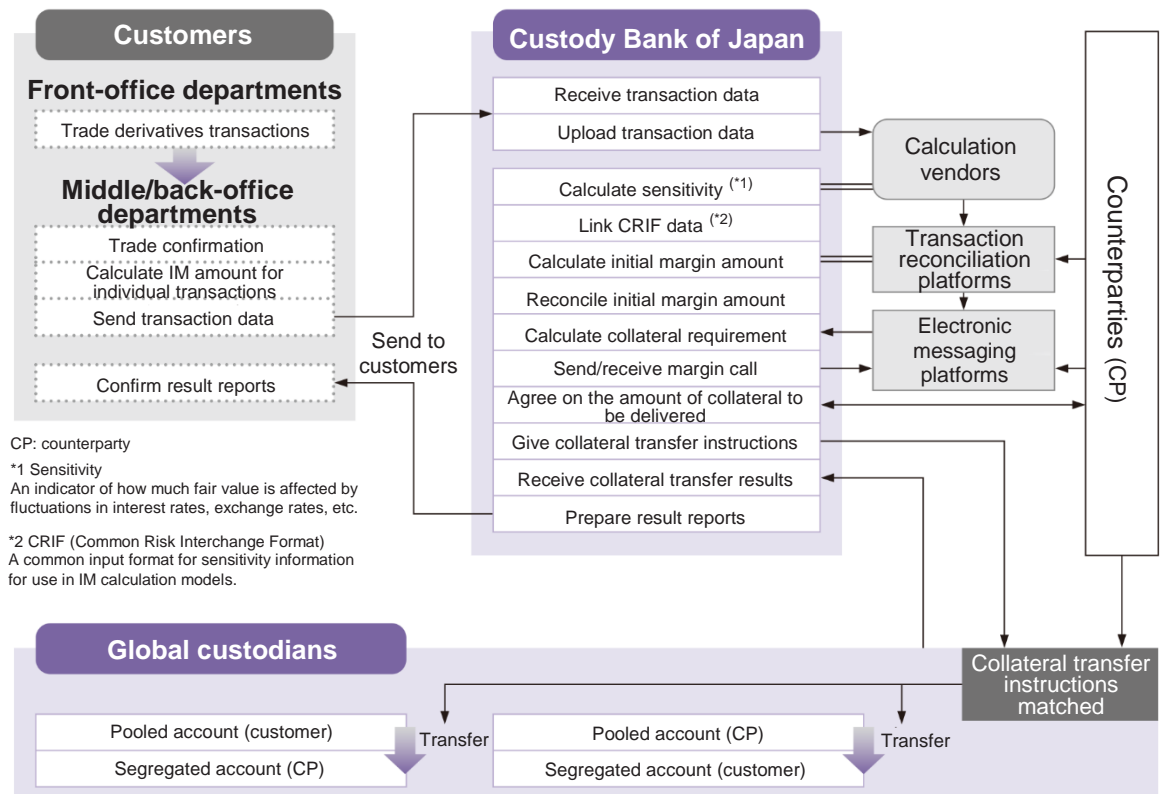 Customers
Front-office departments
Trade derivatives transactions
Middle/back-office
departments
Trade confirmation
Calculate IM amount for
individual transactions
Send transaction data
Confirm result reports
Send to
customers
CP: counterparty
*1 Sensitivity
An indicator of how much fair value is affected by
fluctuations in interest rates, exchange rates, etc.
*2 CRIF (Common Risk Interchange Format)
A common input format for sensitivity information
for use in IM calculation models.
Custody Bank of Japan
Receive transaction data
Upload transaction data
Calculate sensitivity (*1)
Link CRIF data (*2)
Calculate initial margin amount
Reconcile initial margin amount
Calculate collateral requirement
Send/receive margin call
Agree on the amount of collateral to
be delivered
Give collateral transfer instructions
Receive collateral transfer results
Prepare result reports
Calculation
vendors
Transaction
reconciliation
platforms
Electronic
messaging
platforms
Counterparties (CP)
Global custodians
Collateral transfer
instructions
matched
Pooled account (customer)
Segregated account (CP)
Transfer
Pooled account (CP)
Segregated account (customer)
Transfer